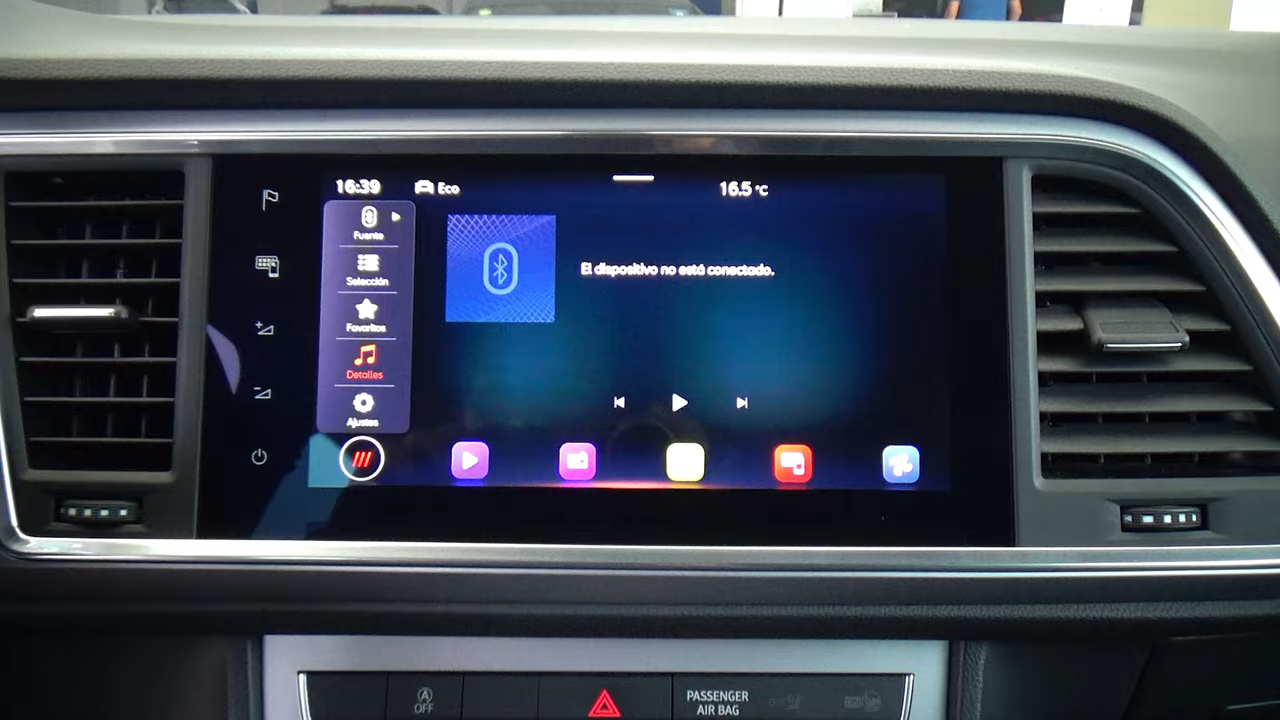 16:39
Eco
16.5 °C
Fuente
Selección
Favoritos
Detalles
Ajustes
El dispositivo no está conectado.
A
OFF
PASSENGER
AIR BAG